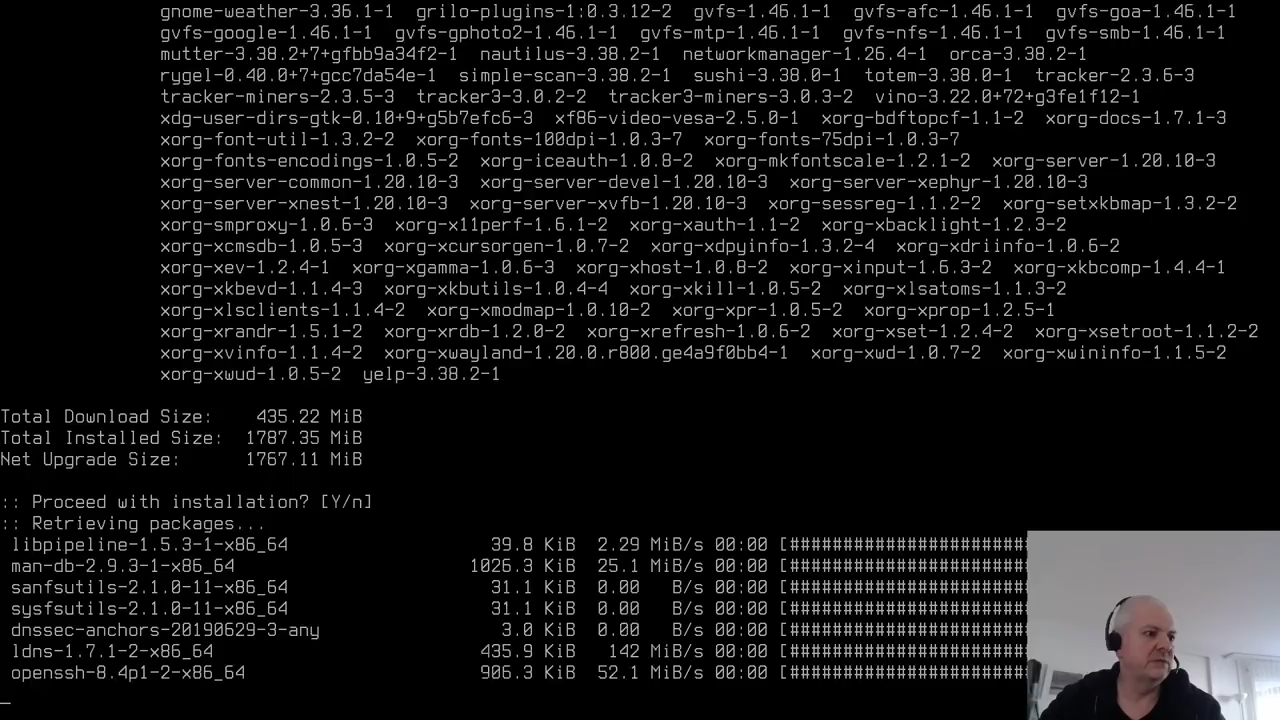 gnome-weather-3.36.1-1  grilo-plugins-1:0.3.12-2  gvfs-1.46.1-1  gvfs-afc-1.46.1-1  gvfs-goa-1.46.1-1
gvfs-google-1.46.1-1  gvfs-gphoto2-1.46.1-1  gvfs-mtp-1.46.1-1  gvfs-nfs-1.46.1-1  gvfs-smb-1.46.1-1
mutter-3.38.2+7+gfbb9a34f2-1  nautilus-3.38.2-1  networkmanager-1.26.4-1  orca-3.38.2-1
rygel-0.40.0+7+gcc7da54e-1  simple-scan-3.38.2-1  sushi-3.38.0-1  totem-3.38.0-1  tracker-2.3.6-3
tracker-miners-2.3.5-3  tracker3-3.0.2-2  tracker3-miners-3.0.3-2  vino-3.22.0+72+g3fe1f12-1
xdg-user-dirs-gtk-0.10+9+g5b7efc6-3  xf86-video-vesa-2.5.0-1  xorg-bdftopcf-1.1-2  xorg-docs-1.7.1-3
xorg-font-util-1.3.2-2  xorg-fonts-100dpi-1.0.3-7  xorg-fonts-75dpi-1.0.3-7
xorg-fonts-encodings-1.0.5-2  xorg-iceauth-1.0.8-2  xorg-mkfontscale-1.2.1-2  xorg-server-1.20.10-3
xorg-server-common-1.20.10-3  xorg-server-devel-1.20.10-3  xorg-server-xephyr-1.20.10-3
xorg-server-xnest-1.20.10-3  xorg-server-xvfb-1.20.10-3  xorg-sessreg-1.1.2-2  xorg-setxkbmap-1.3.2-2
xorg-smproxy-1.0.6-3  xorg-x11perf-1.6.1-2  xorg-xauth-1.1-2  xorg-xbacklight-1.2.3-2
xorg-xcmsdb-1.0.5-3  xorg-xcursorgen-1.0.7-2  xorg-xdpyinfo-1.3.2-4  xorg-xdriinfo-1.0.6-2
xorg-xev-1.2.4-1  xorg-xgamma-1.0.6-3  xorg-xhost-1.0.8-2  xorg-xinput-1.6.3-2  xorg-xkbcomp-1.4.4-1
xorg-xkbevd-1.1.4-3  xorg-xkbutils-1.0.4-4  xorg-xkill-1.0.5-2  xorg-xlsatoms-1.1.3-2
xorg-xlsclients-1.1.4-2  xorg-xmodmap-1.0.10-2  xorg-xpr-1.0.5-2  xorg-xprop-1.2.5-1
xorg-xrandr-1.5.1-2  xorg-xrdb-1.2.0-2  xorg-xrefresh-1.0.6-2  xorg-xset-1.2.4-2  xorg-xsetroot-1.1.2-2
xorg-xvinfo-1.1.4-2  xorg-xwayland-1.20.0.r800.ge4a9f0bb4-1  xorg-xwd-1.0.7-2  xorg-xwininfo-1.1.5-2
xorg-xwud-1.0.5-2  yelp-3.38.2-1
Total Download Size:    435.22 MiB
Total Installed Size:  1787.35 MiB
Net Upgrade Size:      1767.11 MiB
:: Proceed with installation? [Y/n]
:: Retrieving packages...
libpipeline-1.5.3-1-x86_64  39.8 KiB  2.29 MiB/s 00:00 [#######################
man-db-2.9.3-1-x86_64  1026.3 KiB  25.1 MiB/s 00:00 [#######################
sanfsutils-2.1.0-11-x86_64  31.1 KiB  0.00   B/s 00:00 [#######################
sysfsutils-2.1.0-11-x86_64  31.1 KiB  0.00   B/s 00:00 [#######################
dnssec-anchors-20190629-3-any  3.0 KiB  0.00   B/s 00:00 [#######################
ldns-1.7.1-2-x86_64  435.9 KiB  142 MiB/s 00:00 [#######################
openssh-8.4p1-2-x86_64  906.3 KiB  52.1 MiB/s 00:00 [#######################